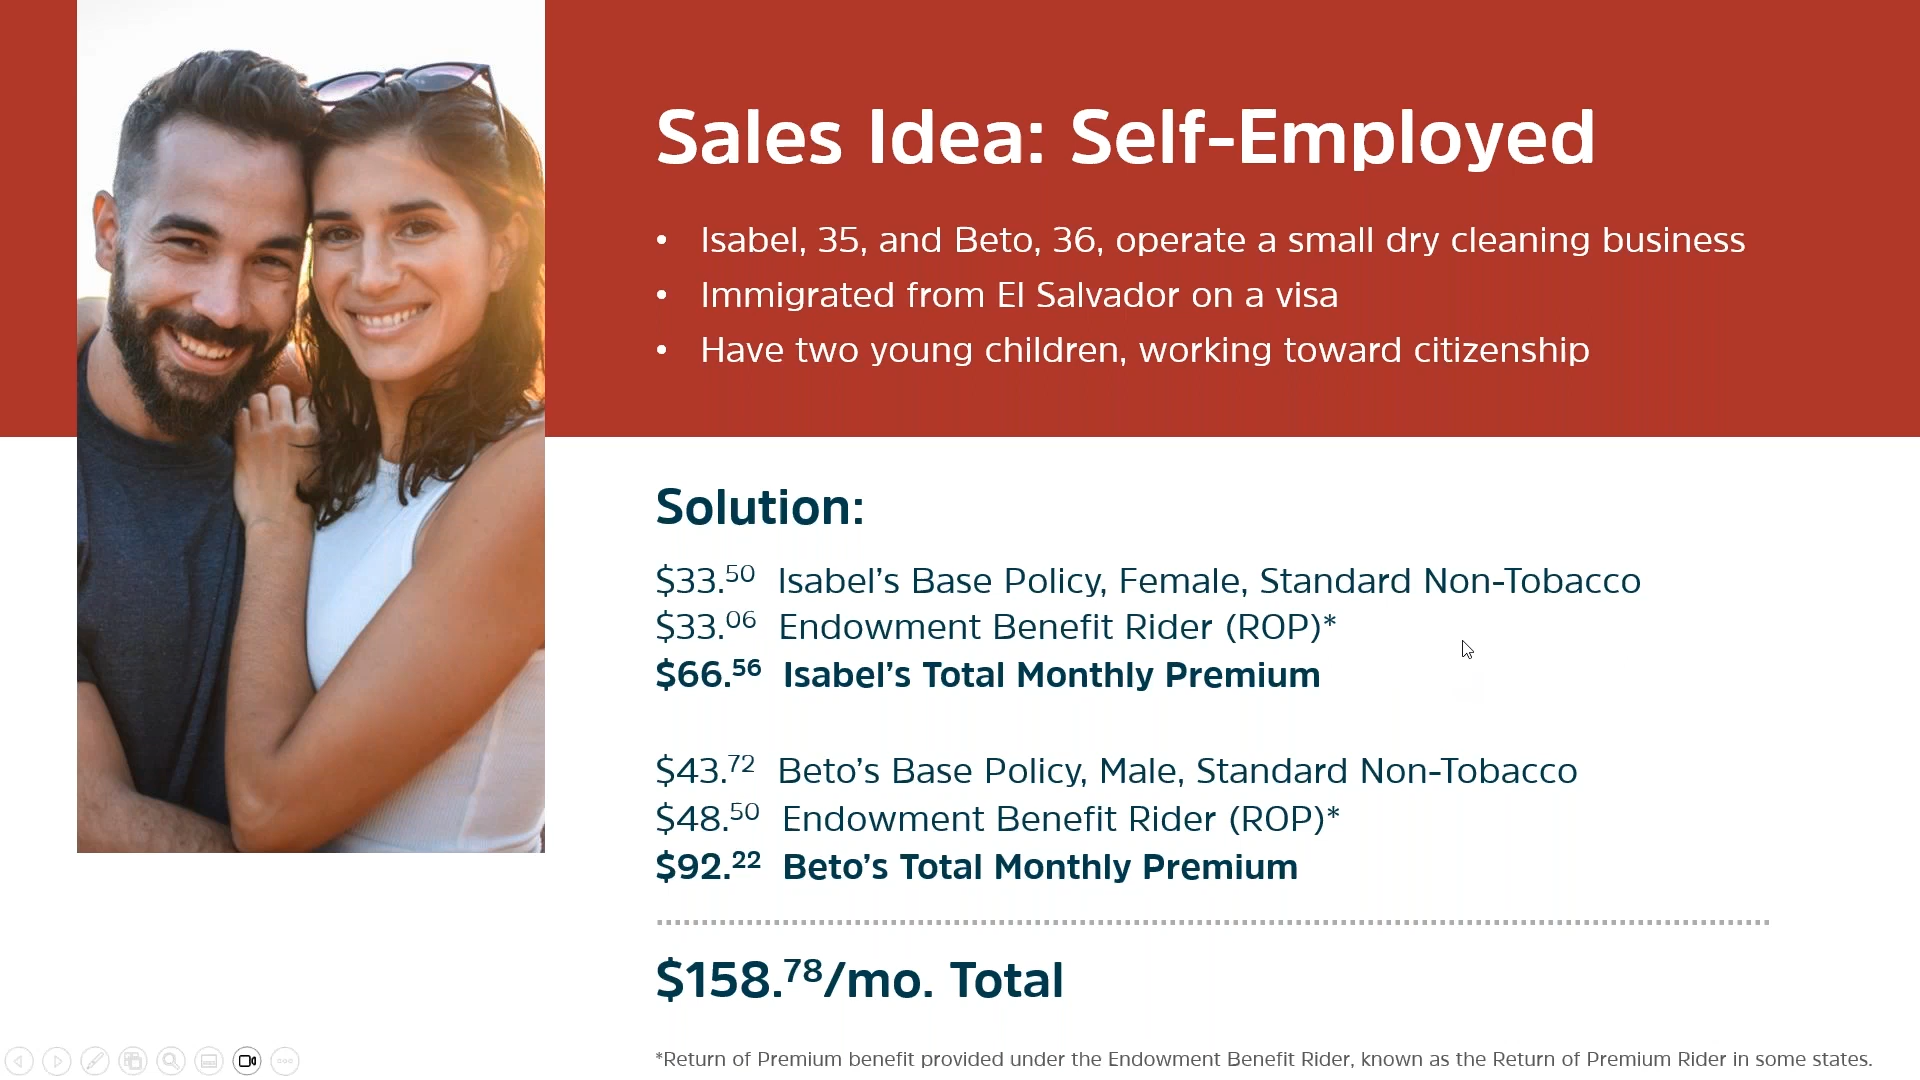 Sales Idea: Self-Employed
• Isabel, 35, and Beto, 36, operate a small dry cleaning business
• Immigrated from El Salvador on a visa
• Have two young children, working toward citizenship
Solution:
$33.50 Isabel’s Base Policy, Female, Standard Non-Tobacco
$33.06 Endowment Benefit Rider (ROP)*
$66.56 Isabel’s Total Monthly Premium
$43.72 Beto’s Base Policy, Male, Standard Non-Tobacco
$48.50 Endowment Benefit Rider (ROP)*
$92.22 Beto’s Total Monthly Premium
$158.78/mo. Total
*Return of Premium benefit provided under the Endowment Benefit Rider, known as the Return of Premium Rider in some states.